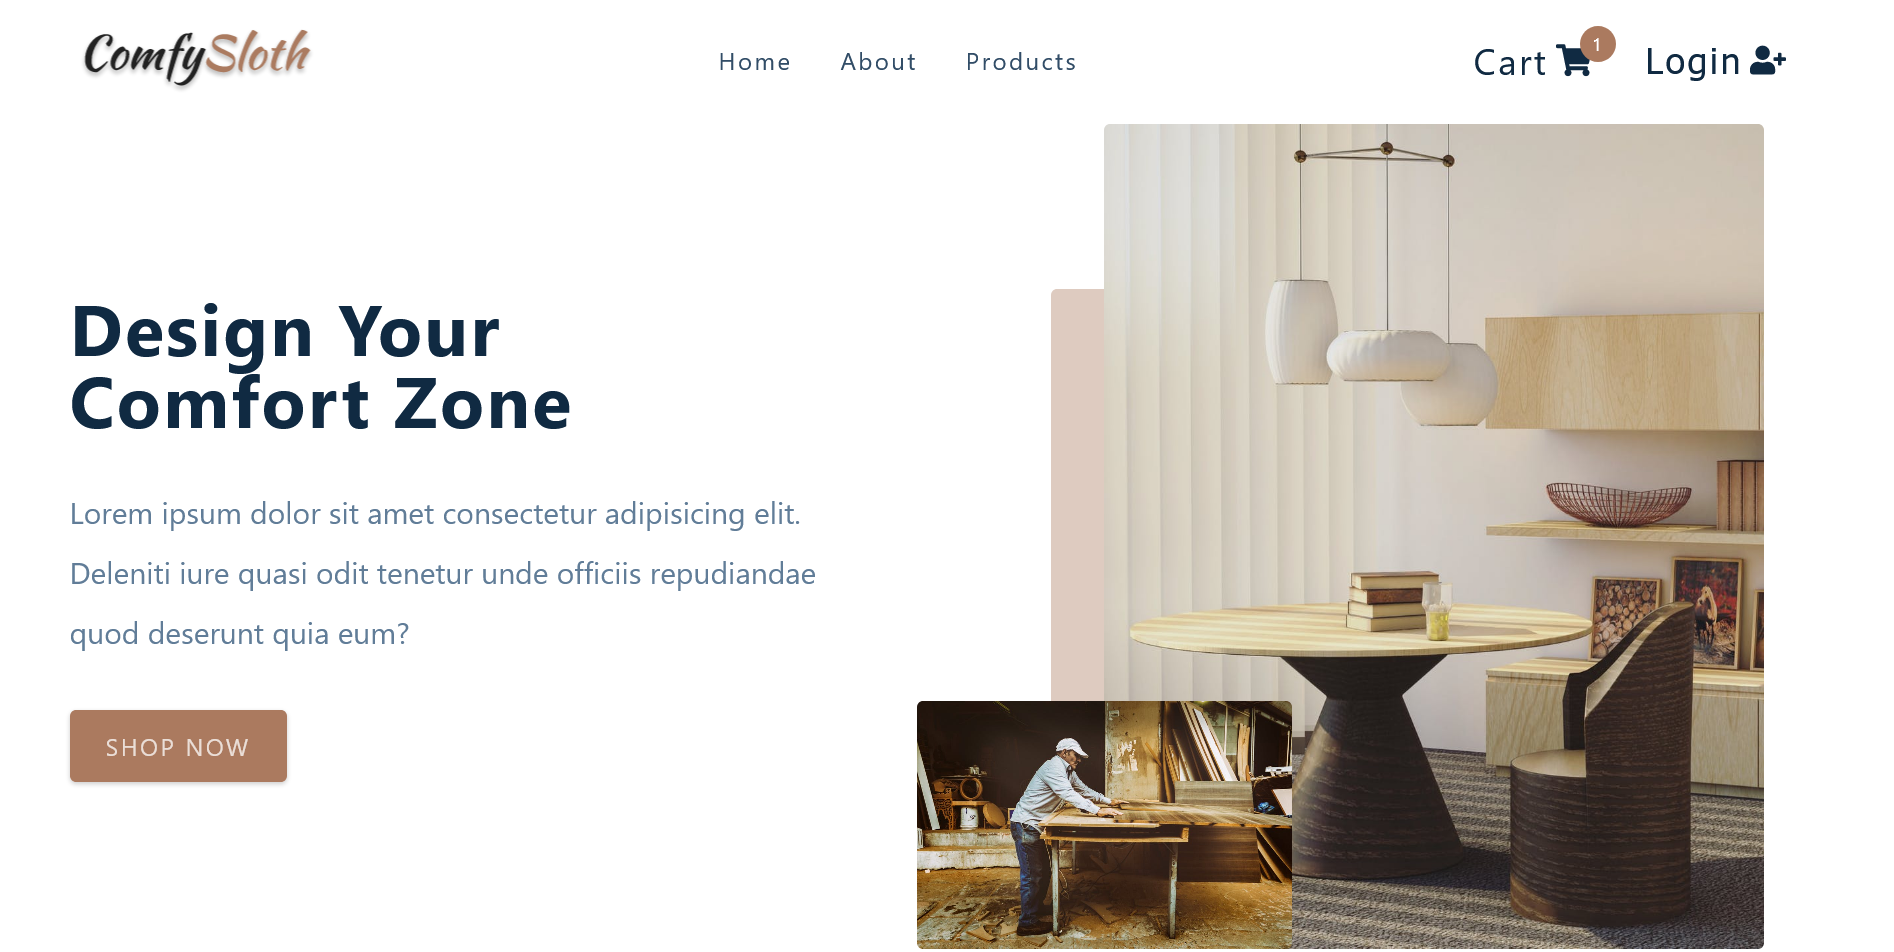 ComfySloth
Home About Products
Cart 1 Login
Design Your
Comfort Zone
Lorem ipsum dolor sit amet consectetur adipisicing elit.
Deleniti iure quasi odit tenetur unde officiis repudiandae
quod deserunt quia eum?
SHOP NOW